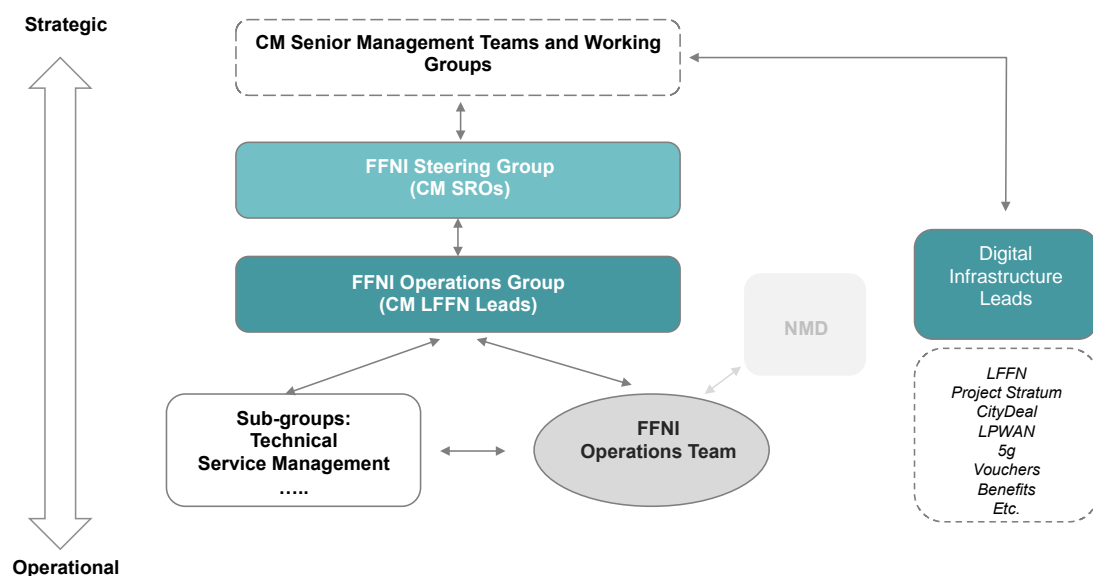 Strategic
CM Senior Management Teams and Working
Groups
FFNI Steering Group
(CM SROs)
FFNI Operations Group
(CM LFFN Leads)
NMD
Digital
Infrastructure
Leads
LFFN
Project Stratum
CityDeal
LPWAN
5g
Vouchers
Benefits
Etc.
Sub-groups:
Technical
Service Management
…..
FFNI
Operations Team
Operational